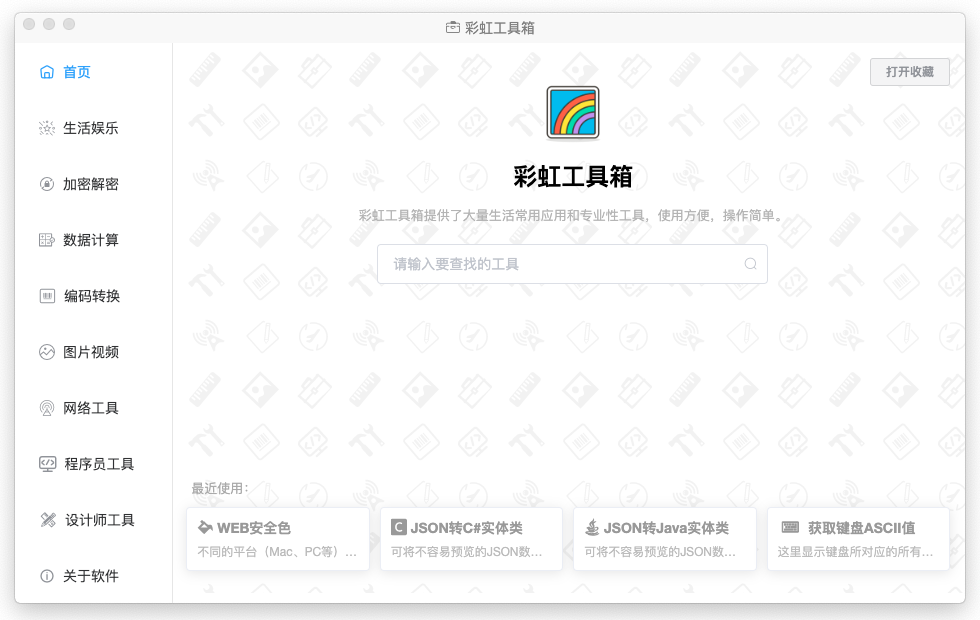 彩虹工具箱
首页
生活娱乐
加密解密
数据计算
编码转换
图片视频
网络工具
程序员工具
设计师工具
关于软件
打开收藏
彩虹工具箱
彩虹工具箱提供了大量生活常用应用和专业性工具，使用方便，操作简单。
请输入要查找的工具
最近使用：
WEB安全色
不同的平台（Mac、PC等）...
JSON转C#实体类
可将不容易预览的JSON数...
JSON转Java实体类
可将不容易预览的JSON数...
获取键盘ASCII值
这里显示键盘所对应的所有...